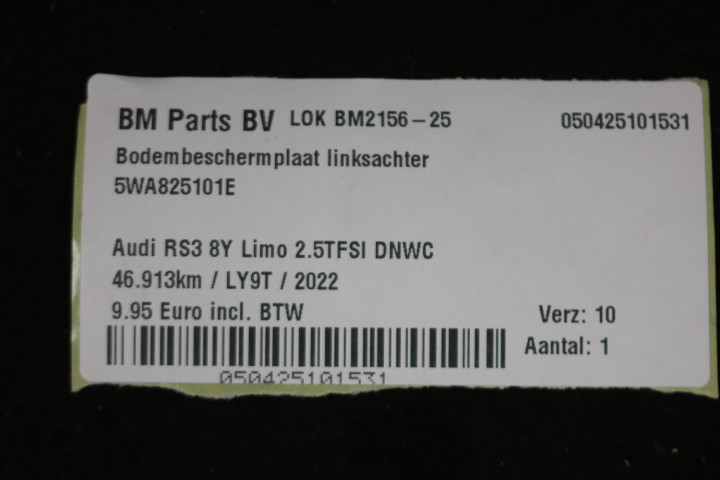 BM Parts BV LOK BM2156-25 050425101531
Bodembeschermplaat linksachter
5WA825101E
Audi RS3 8Y Limo 2.5TFSI DNWC
46.913km / LY9T / 2022
9.95 Euro incl. BTW Verz: 10
Aantal: 1
050425101531